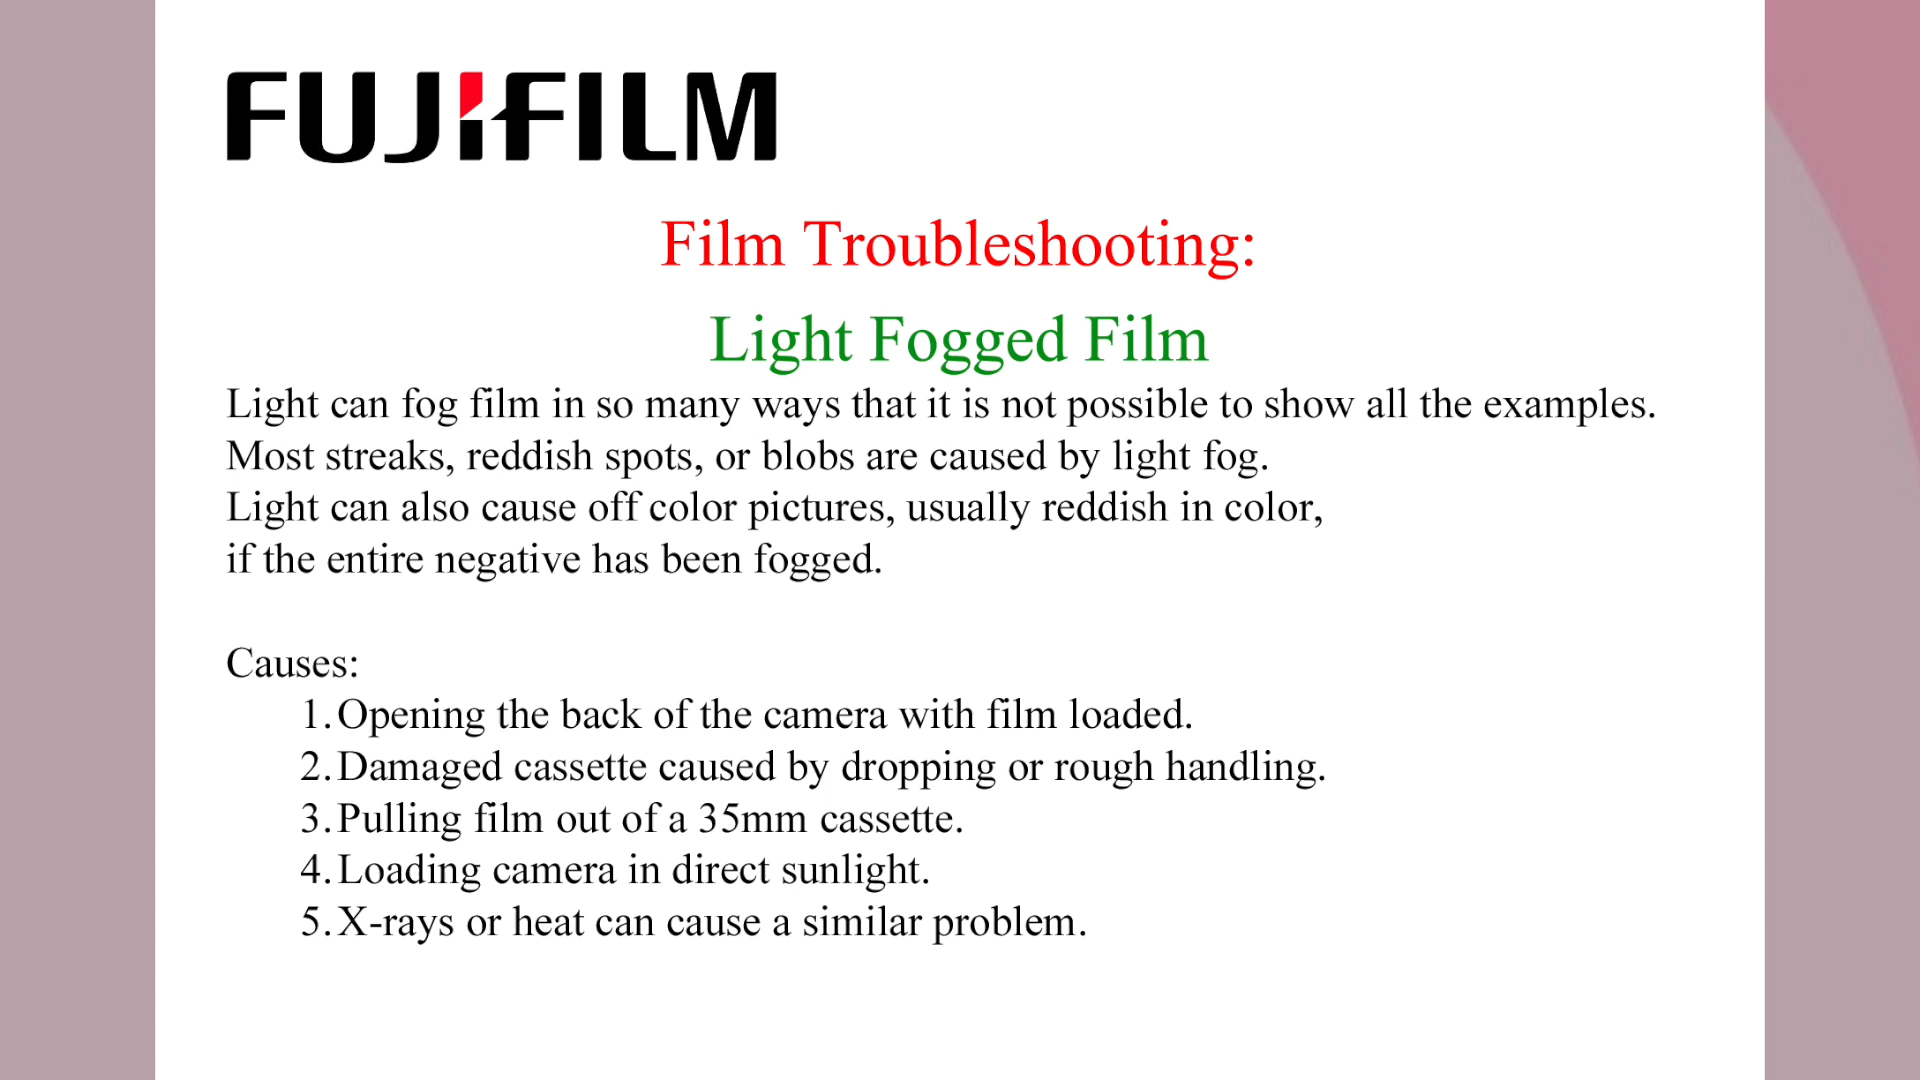 FUJIFILM
Film Troubleshooting:
Light Fogged Film
Light can fog film in so many ways that it is not possible to show all the examples.
Most streaks, reddish spots, or blobs are caused by light fog.
Light can also cause off color pictures, usually reddish in color,
if the entire negative has been fogged.
Causes:
1. Opening the back of the camera with film loaded.
2. Damaged cassette caused by dropping or rough handling.
3. Pulling film out of a 35mm cassette.
4. Loading camera in direct sunlight.
5. X-rays or heat can cause a similar problem.